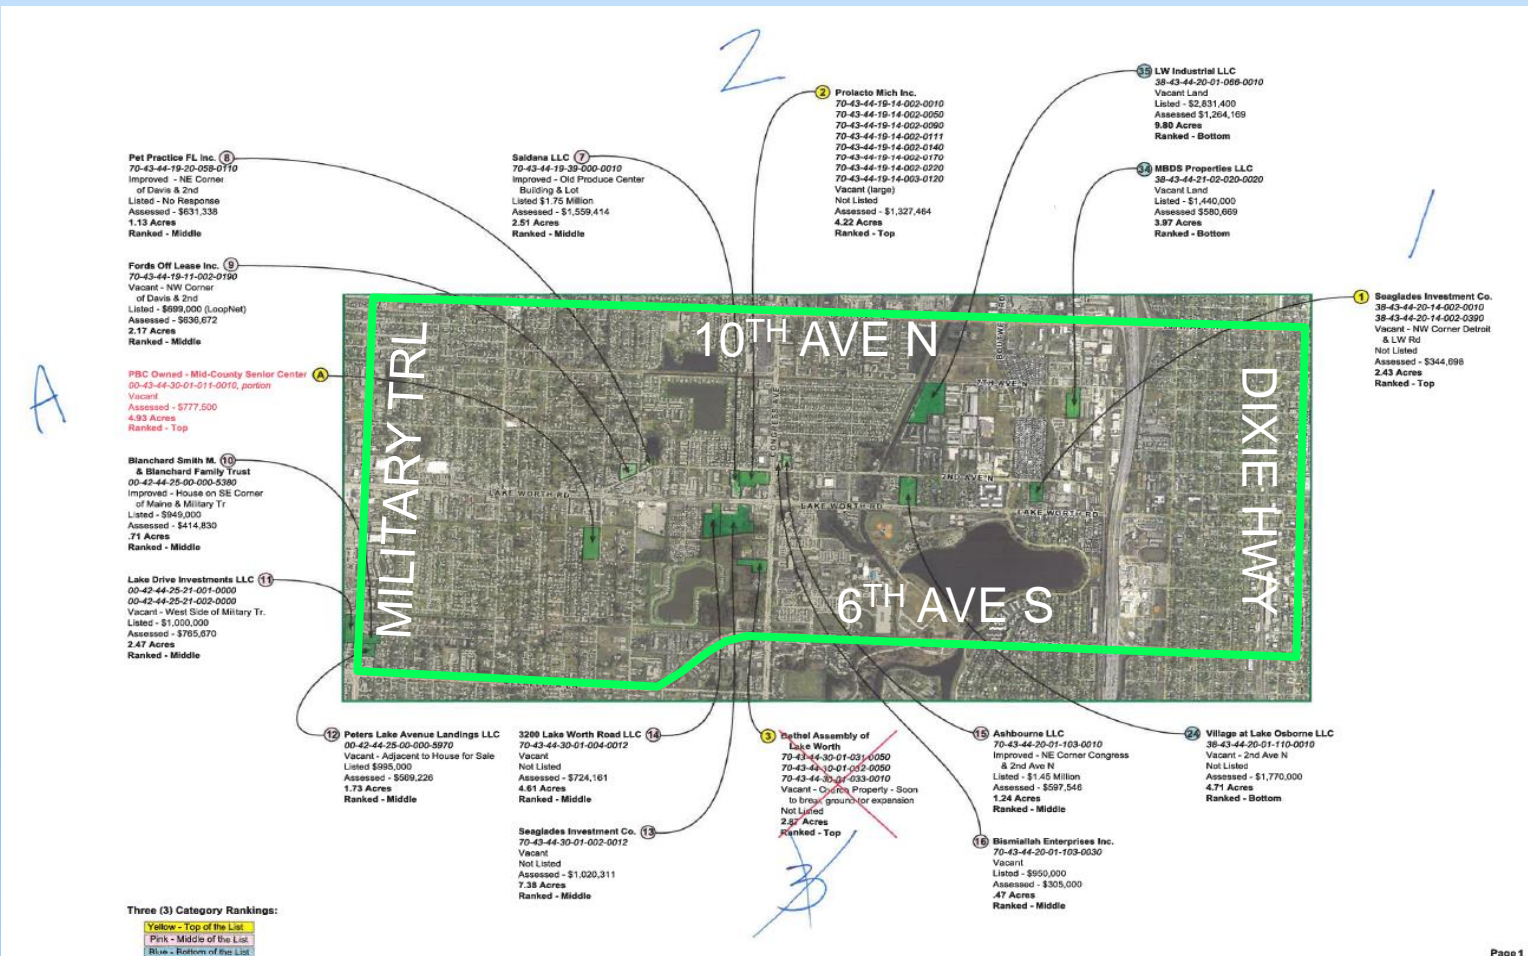 2
35 LW Industrial LLC
38-43-44-20-01-066-0010
Vacant Land
Listed - $2,831,400
Assessed $1,264,169
9.80 Acres
Ranked - Bottom
2 Prolacto Mich Inc.
70-43-44-19-14-002-0010
70-43-44-19-14-002-0050
70-43-44-19-14-002-0090
70-43-44-19-14-002-0111
70-43-44-19-14-002-0140
70-43-44-19-14-002-0170
70-43-44-19-14-002-0220
70-43-44-19-14-003-0120
Vacant (large)
Not Listed
Assessed - $1,327,464
4.22 Acres
Ranked - Top
Pet Practice FL Inc. 8
70-43-44-19-20-058-0110
Improved - NE Corner
of Davis & 2nd
Listed - No Response
Assessed - $631,338
1.13 Acres
Ranked - Middle
Saldana LLC 7
70-43-44-19-39-000-0010
Improved - Old Produce Center
Building & Lot
Listed $1.75 Million
Assessed - $1,559,414
2.51 Acres
Ranked - Middle
34 MBDS Properties LLC
38-43-44-21-02-020-0020
Vacant Land
Listed - $1,440,000
Assessed $580,669
3.97 Acres
Ranked - Bottom
1
Fords Off Lease Inc. 9
70-43-44-19-11-002-0190
Vacant - NW Corner
of Davis & 2nd
Listed - $699,000 (LoopNet)
Assessed - $636,672
2.17 Acres
Ranked - Middle
1 Seaglades Investment Co.
38-43-44-20-14-002-0010
38-43-44-20-14-002-0390
Vacant - NW Corner Detroit
& LW Rd
Not Listed
Assessed - $344,698
2.43 Acres
Ranked - Top
A
PBC Owned - Mid-County Senior Center A
00-43-44-30-01-011-0010, portion
Vacant
Assessed - $777,500
4.93 Acres
Ranked - Top
10TH AVE N
MILITARY TRL
DIXIE HWY
6TH AVE S
7TH AVE N
CONGRESS AVE
2ND AVE N
LAKE WORTH RD
LAKE WORTH RD
LAKE WORTH RD
Blanchard Smith M. 10
& Blanchard Family Trust
00-42-44-25-00-000-5380
Improved - House on SE Corner
of Maine & Military Tr
Listed - $949,000
Assessed - $414,830
.71 Acres
Ranked - Middle
Lake Drive Investments LLC 11
00-42-44-25-21-001-0000
00-42-44-25-21-002-0000
Vacant - West Side of Military Tr.
Listed - $1,000,000
Assessed - $765,670
2.47 Acres
Ranked - Middle
12 Peters Lake Avenue Landings LLC
00-42-44-25-00-000-5970
Vacant - Adjacent to House for Sale
Listed $995,000
Assessed - $569,226
1.73 Acres
Ranked - Middle
3200 Lake Worth Road LLC 14
70-43-44-30-01-004-0012
Vacant
Not Listed
Assessed - $724,161
4.61 Acres
Ranked - Middle
3 Bethel Assembly of
Lake Worth
70-43-44-30-01-031-0050
70-43-44-30-01-032-0050
70-43-44-30-01-033-0010
Vacant - Church Property - Soon
to break ground for expansion
Not Listed
2.87 Acres
Ranked - Top
15 Ashbourne LLC
70-43-44-20-01-103-0010
Improved - NE Corner Congress
& 2nd Ave N
Listed - $1.45 Million
Assessed - $597,546
1.24 Acres
Ranked - Middle
24 Village at Lake Osborne LLC
38-43-44-20-01-110-0010
Vacant - 2nd Ave N
Not Listed
Assessed - $1,770,000
4.71 Acres
Ranked - Bottom
Seaglades Investment Co. 13
70-43-44-30-01-002-0012
Vacant
Not Listed
Assessed - $1,020,311
7.38 Acres
Ranked - Middle
16 Bismiallah Enterprises Inc.
70-43-44-20-01-103-0030
Vacant
Listed - $950,000
Assessed - $305,000
.47 Acres
Ranked - Middle
3
Three (3) Category Rankings:
Yellow - Top of the List
Pink - Middle of the List
Blue - Bottom of the List
Page 1